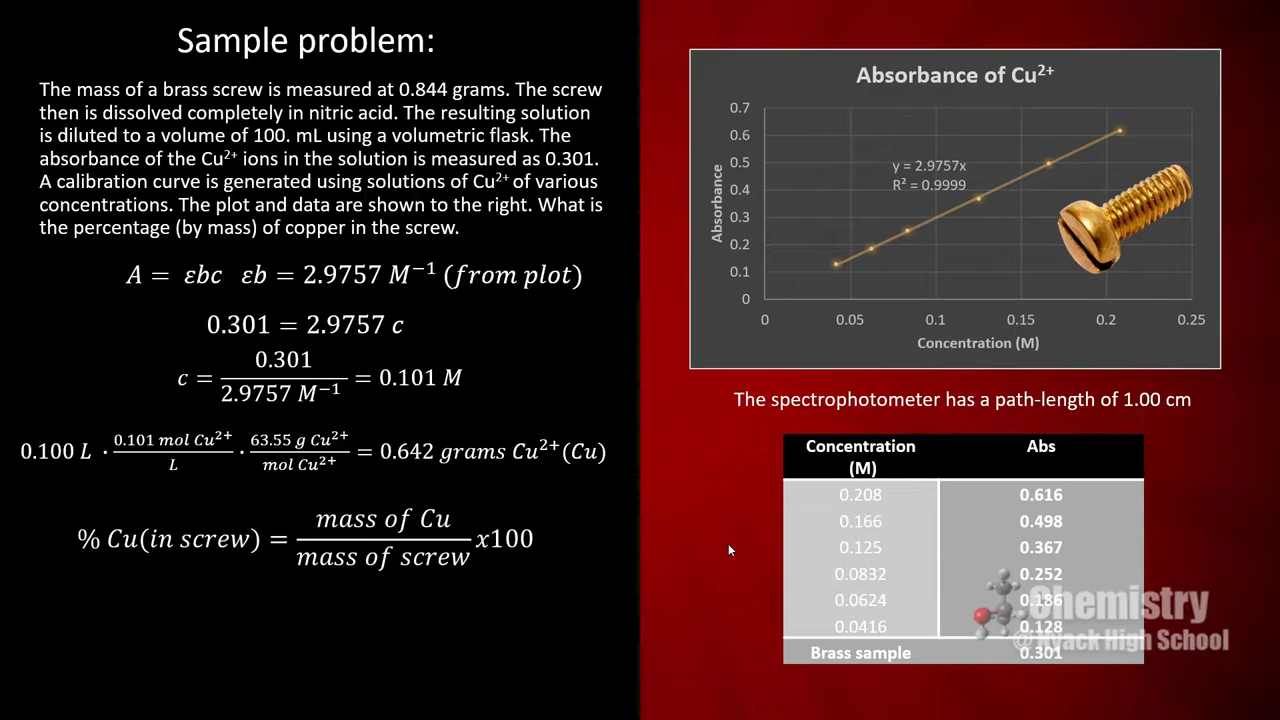 Sample problem:
The mass of a brass screw is measured at 0.844 grams. The screw
then is dissolved completely in nitric acid. The resulting solution
is diluted to a volume of 100. mL using a volumetric flask. The
absorbance of the Cu²⁺ ions in the solution is measured as 0.301.
A calibration curve is generated using solutions of Cu²⁺ of various
concentrations. The plot and data are shown to the right. What is
the percentage (by mass) of copper in the screw.
A = εbc εb = 2.9757 M⁻¹ (from plot)
0.301 = 2.9757 c
c = 0.301 / 2.9757 M⁻¹ = 0.101 M
0.100 L · 0.101 mol Cu²⁺ / L · 63.55 g Cu²⁺ / mol Cu²⁺ = 0.642 grams Cu²⁺(Cu)
% Cu(in screw) = mass of Cu / mass of screw x100
Absorbance of Cu²⁺
Absorbance
0.7
0.6
0.5
0.4
0.3
0.2
0.1
0
y = 2.9757x
R² = 0.9999
0 0.05 0.1 0.15 0.2 0.25
Concentration (M)
The spectrophotometer has a path-length of 1.00 cm
Concentration Abs
(M)
0.208 0.616
0.166 0.498
0.125 0.367
0.0832 0.252
0.0624 0.186
0.0416 0.128
Brass sample 0.301
Chemistry
@ Nyack High School